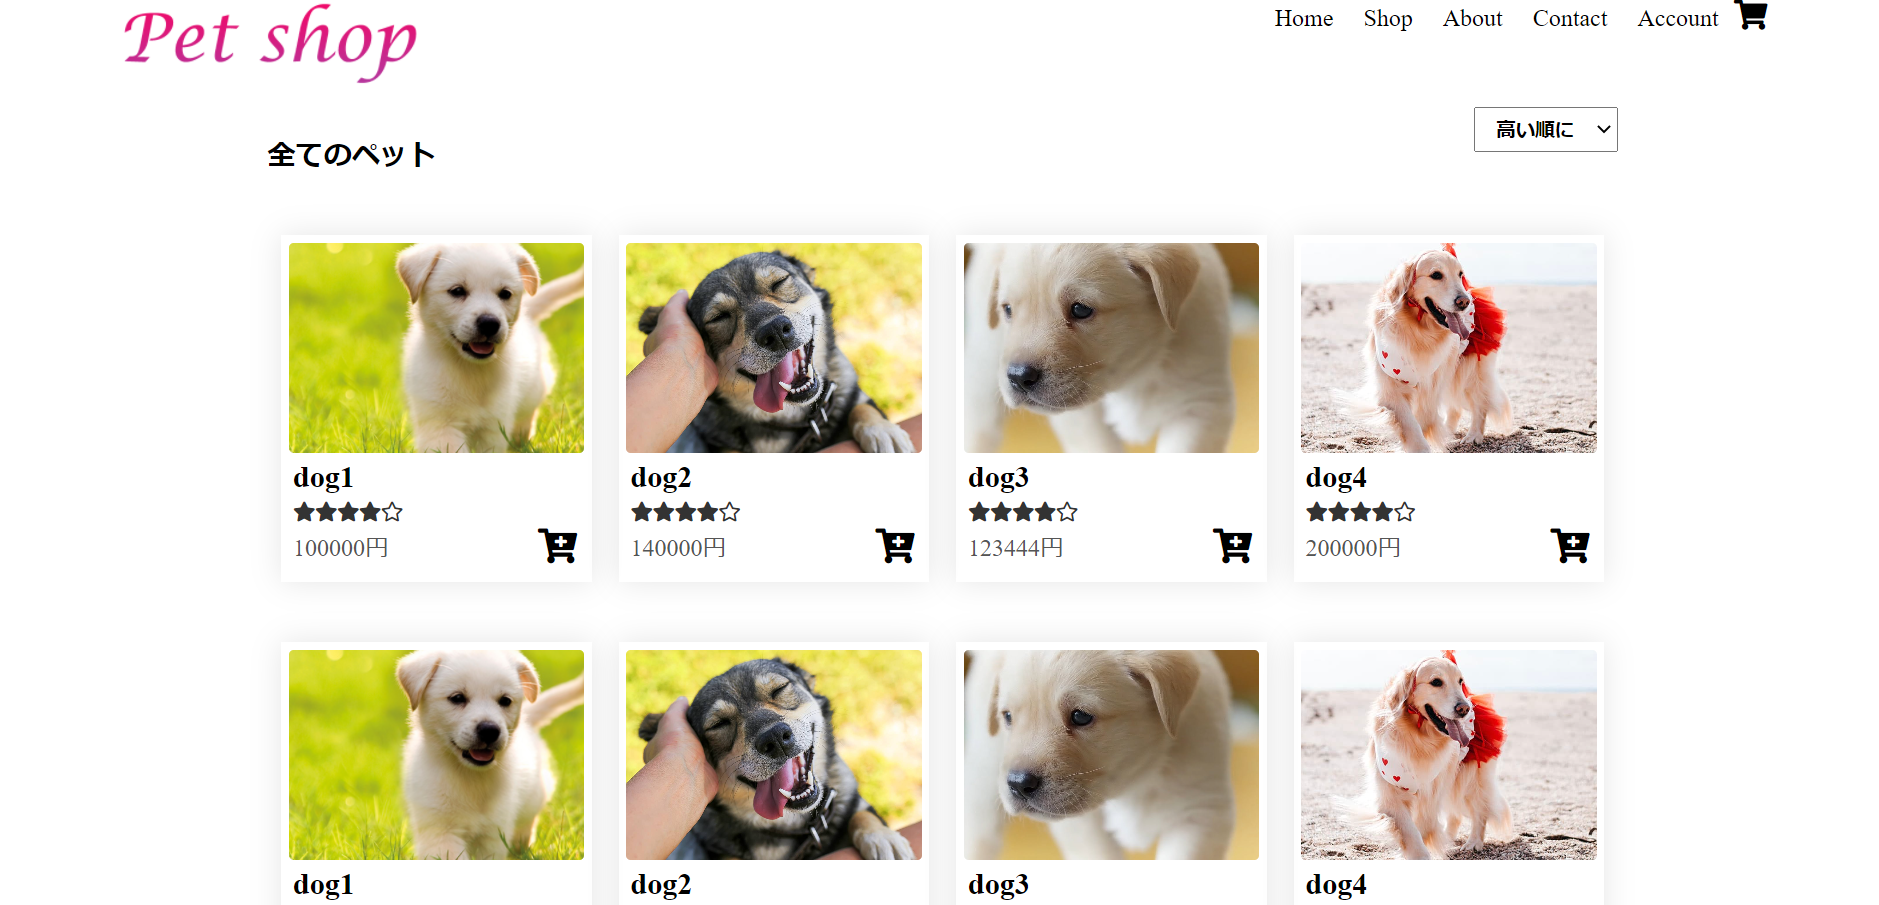 Pet shop
Home Shop About Contact Account
高い順に
全てのペット
dog1 dog2 dog3 dog4
100000円 140000円 123444円 200000円
dog1 dog2 dog3 dog4